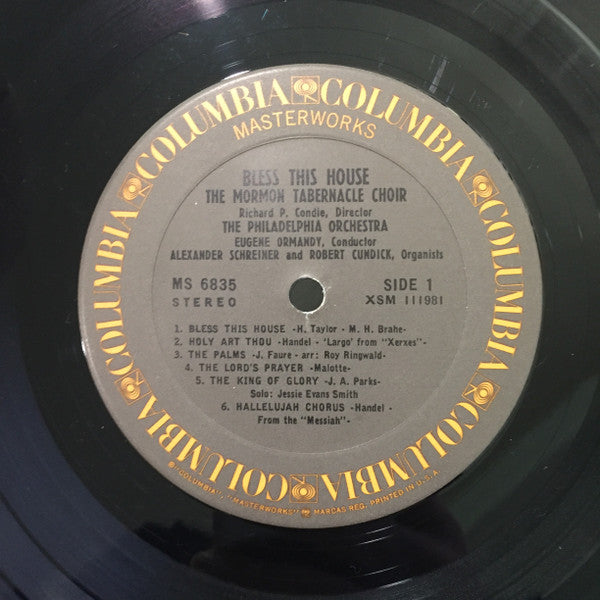 COLUMBIA COLUMBIA COLUMBIA COLUMBIA COLUMBIA COLUMBIA
MASTERWORKS
BLESS THIS HOUSE
THE MORMON TABERNACLE CHOIR
Richard P. Condie, Director
THE PHILADELPHIA ORCHESTRA
EUGENE ORMANDY, Conductor
ALEXANDER SCHREINER and ROBERT CUNDICK, Organists
MS 6835 SIDE 1
STEREO XSM 111981
1. BLESS THIS HOUSE -H. Taylor - M. H. Brahe-
2. HOLY ART THOU -Handel - 'Largo' from "Xerxes"-
3. THE PALMS -J. Faure - arr: Roy Ringwald-
4. THE LORD'S PRAYER -Malotte-
5. THE KING OF GLORY -J. A. Parks-
Solo: Jessie Evans Smith
6. HALLELUJAH CHORUS -Handel-
From the "Messiah"-
®"COLUMBIA", "MASTERWORKS" MARCAS REG. PRINTED IN U.S.A.